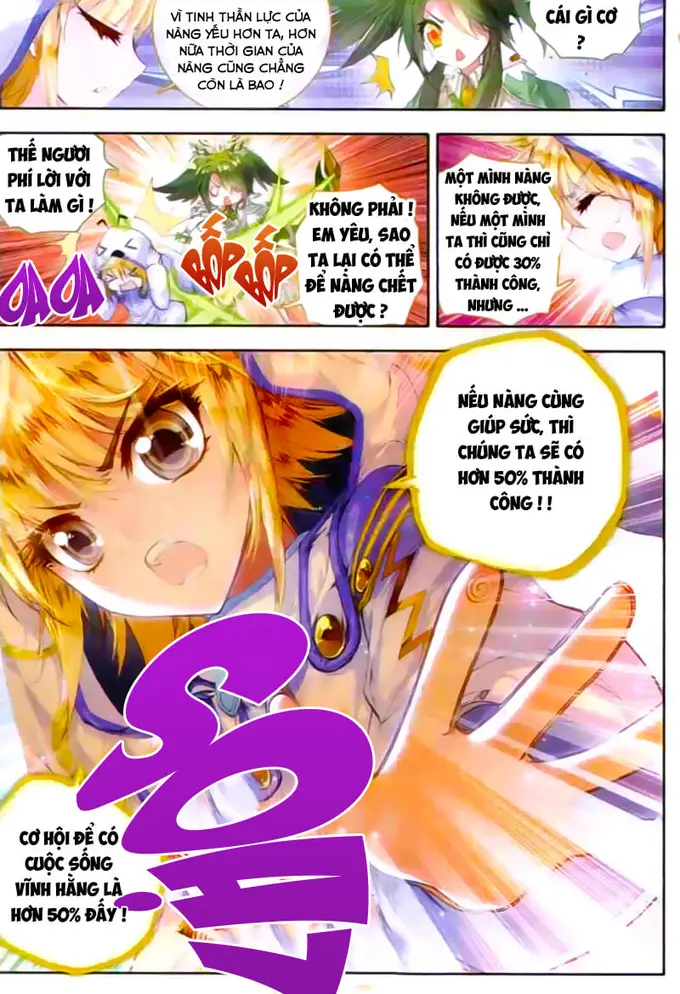 VÌ TINH THẦN LỰC CỦA
NÀNG YẾU HƠN TA, HƠN
NỮA THỜI GIAN CỦA
NÀNG CŨNG CHẲNG
CÒN LÀ BAO !
CÁI GÌ CƠ
?
THẾ NGƯƠI
PHÍ LỜI VỚI
TA LÀM GÌ !
OA OA
BỐP BỐP
KHÔNG PHẢI !
EM YÊU, SAO
TA LẠI CÓ THỂ
ĐỂ NÀNG CHẾT
ĐƯỢC ?
MỘT MÌNH NÀNG
KHÔNG ĐƯỢC,
NẾU MỘT MÌNH
TA THÌ CŨNG CHỈ
CÓ ĐƯỢC 30%
THÀNH CÔNG,
NHƯNG ...
NẾU NÀNG CÙNG
GIÚP SỨC, THÌ
CHÚNG TA SẼ CÓ
HƠN 50% THÀNH
CÔNG ! !
CƠ HỘI ĐỂ CÓ
CUỘC SỐNG
VĨNH HẰNG LÀ
HƠN 50% ĐẤY !